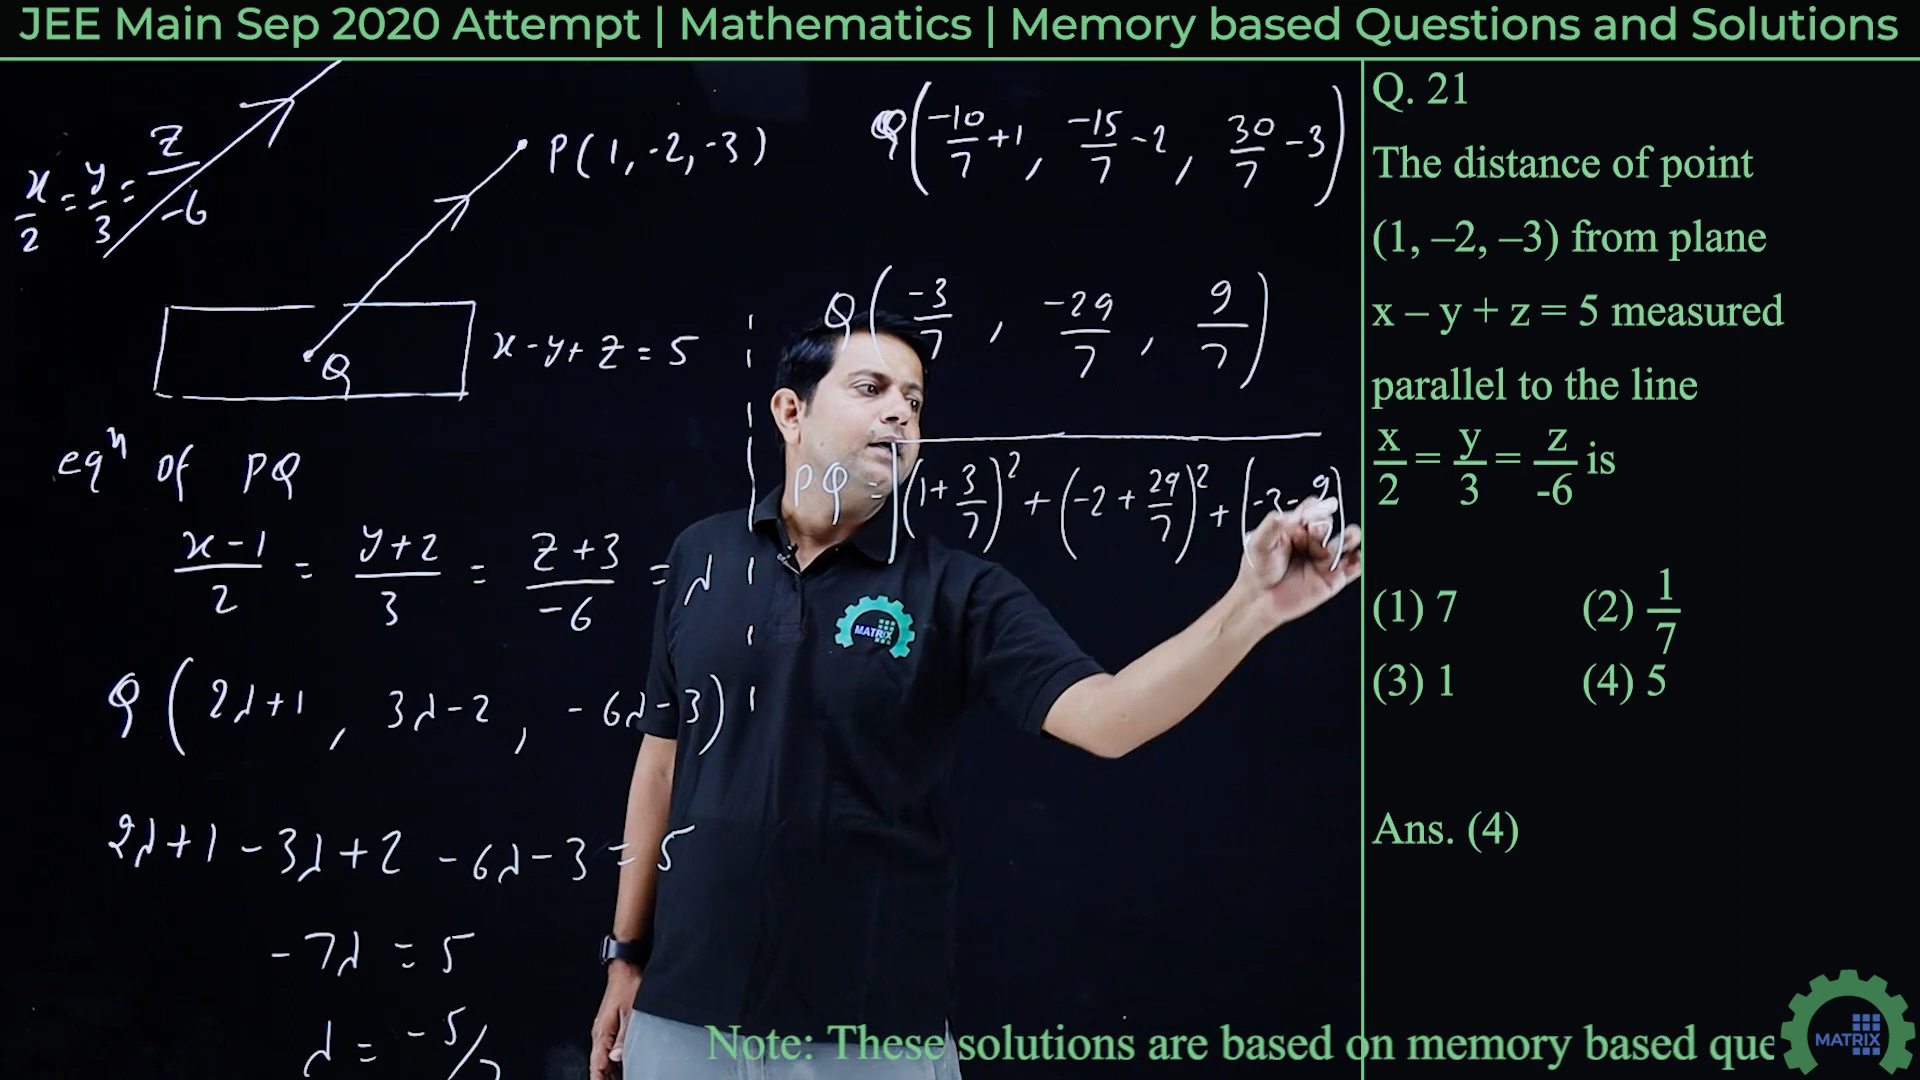 JEE Main Sep 2020 Attempt | Mathematics | Memory based Questions and Solutions
x/2 = y/3 = z/-6
P(1, -2, -3)
Q
x - y + z = 5
eqⁿ of PQ
x-1/2 = y+2/3 = z+3/-6 = λ
Q(2λ+1, 3λ-2, -6λ-3)
2λ+1 -3λ+2 -6λ-3 = 5
-7λ = 5
λ = -5/7
Q(-10/7 +1, -15/7 -2, 30/7 -3)
Q(-3/7, -29/7, 9/7)
PQ = √(1+3/7)² + (-2+29/7)² + (-3-9/7)
MATRIX
Q. 21
The distance of point
(1, –2, –3) from plane
x – y + z = 5 measured
parallel to the line
x/2 = y/3 = z/-6 is
(1) 7 (2) 1/7
(3) 1 (4) 5
Ans. (4)
Note: These solutions are based on memory based que
MATRIX